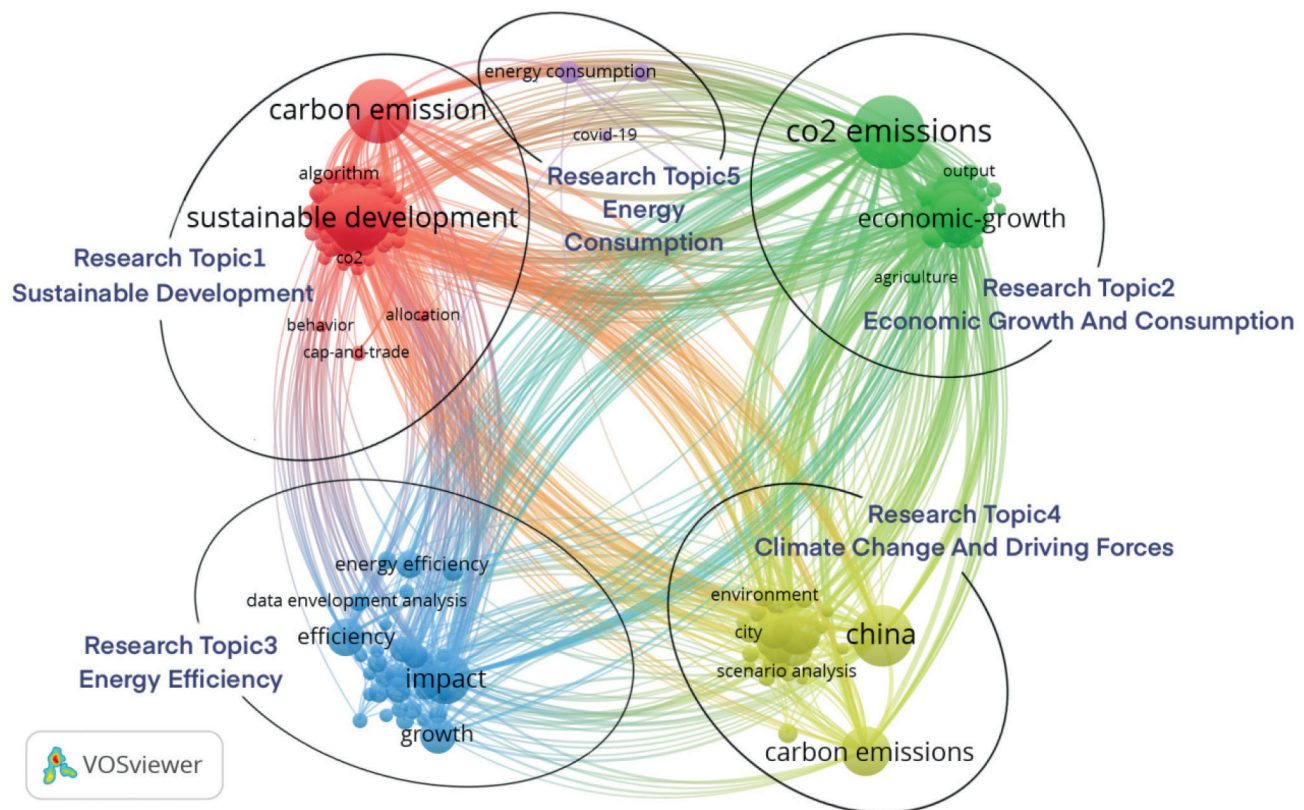 energy consumption
carbon emission
co2 emissions
covid-19
algorithm
output
Research Topic5
Energy
Consumption
sustainable development
economic-growth
co2
Research Topic1
Sustainable Development
agriculture
Research Topic2
Economic Growth And Consumption
allocation
behavior
cap-and-trade
Research Topic4
Climate Change And Driving Forces
energy efficiency
data envelopment analysis
environment
efficiency
city
china
Research Topic3
Energy Efficiency
impact
scenario analysis
growth
carbon emissions
VOSviewer